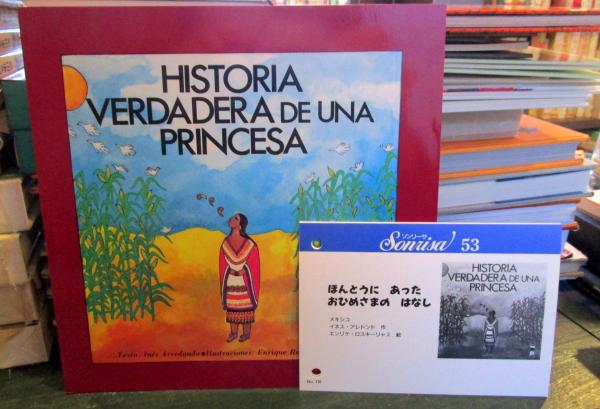 HISTORIA
VERDADERA DE UNA
PRINCESA
Texto: Inés Arredondo • Ilustraciones: Enrique
ソンリーサ
Sonrisa 53
ほんとうに あった
おひめさまの はなし
メキシコ
イネス・アレドンド 作
エンリケ・ロスキーリャス 絵
HISTORIA
VERDADERA DE UNA
PRINCESA